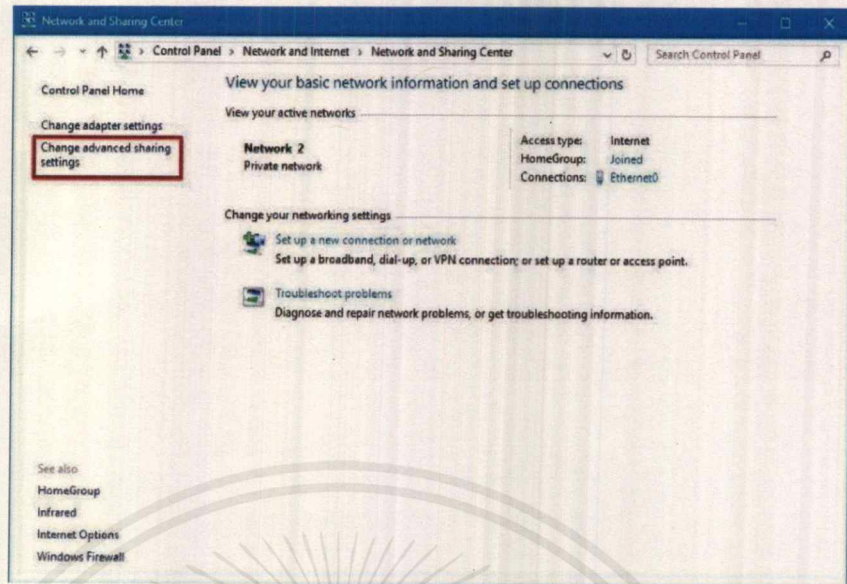 Network and Sharing Center
Control Panel > Network and Internet > Network and Sharing Center
Search Control Panel
Control Panel Home
Change adapter settings
Change advanced sharing
settings
View your basic network information and set up connections
View your active networks
Network 2
Private network
Access type: Internet
HomeGroup: Joined
Connections: Ethernet0
Change your networking settings
Set up a new connection or network
Set up a broadband, dial-up, or VPN connection; or set up a router or access point.
Troubleshoot problems
Diagnose and repair network problems, or get troubleshooting information.
See also
HomeGroup
Infrared
Internet Options
Windows Firewall